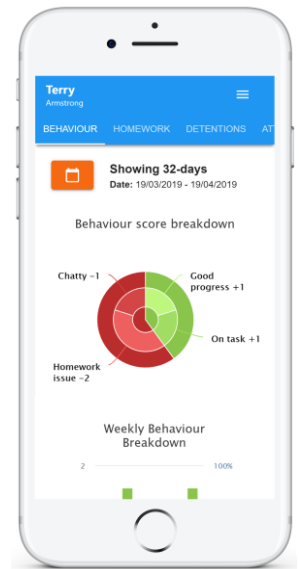 Terry
Armstrong
BEHAVIOUR HOMEWORK DETENTIONS AT
Showing 32-days
Date: 19/03/2019 - 19/04/2019
Behaviour score breakdown
Chatty −1
Good
progress +1
On task +1
Homework
issue −2
Weekly Behaviour
Breakdown
2 100%